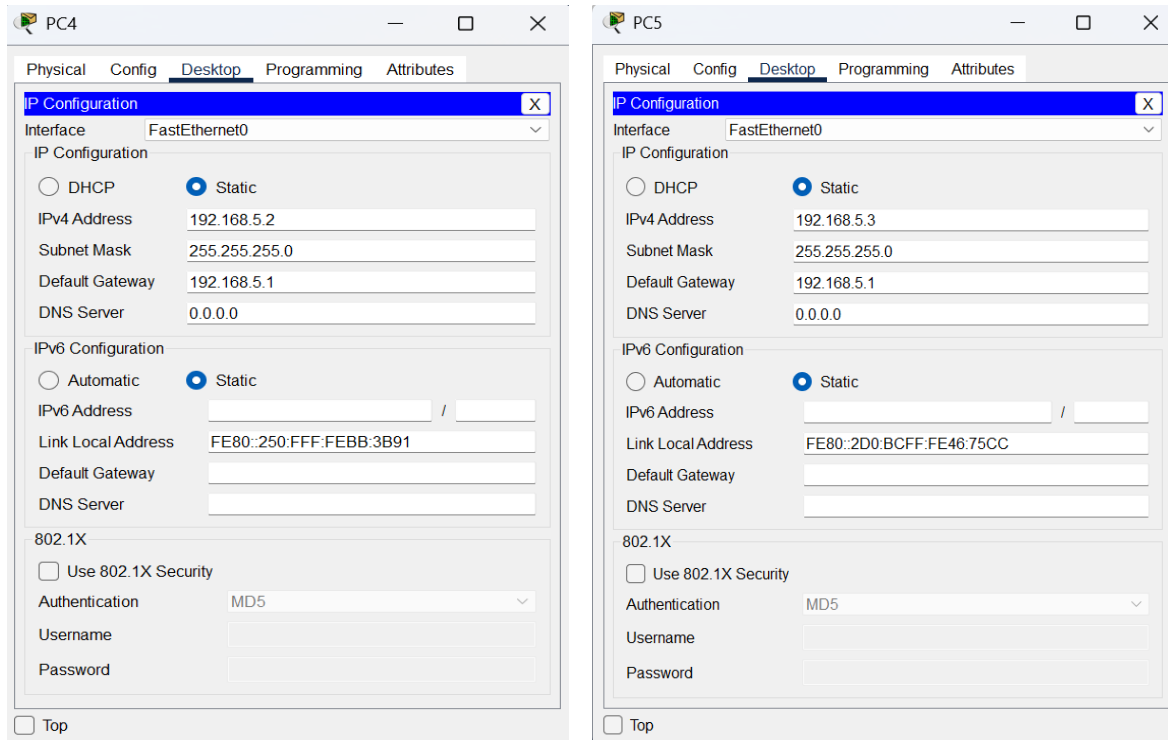 PC4
Physical Config Desktop Programming Attributes
IP Configuration X
Interface FastEthernet0
IP Configuration
DHCP Static
IPv4 Address 192.168.5.2
Subnet Mask 255.255.255.0
Default Gateway 192.168.5.1
DNS Server 0.0.0.0
IPv6 Configuration
Automatic Static
IPv6 Address /
Link Local Address FE80::250:FFF:FEBB:3B91
Default Gateway
DNS Server
802.1X
Use 802.1X Security
Authentication MD5
Username
Password
Top
PC5
Physical Config Desktop Programming Attributes
IP Configuration X
Interface FastEthernet0
IP Configuration
DHCP Static
IPv4 Address 192.168.5.3
Subnet Mask 255.255.255.0
Default Gateway 192.168.5.1
DNS Server 0.0.0.0
IPv6 Configuration
Automatic Static
IPv6 Address /
Link Local Address FE80::2D0:BCFF:FE46:75CC
Default Gateway
DNS Server
802.1X
Use 802.1X Security
Authentication MD5
Username
Password
Top